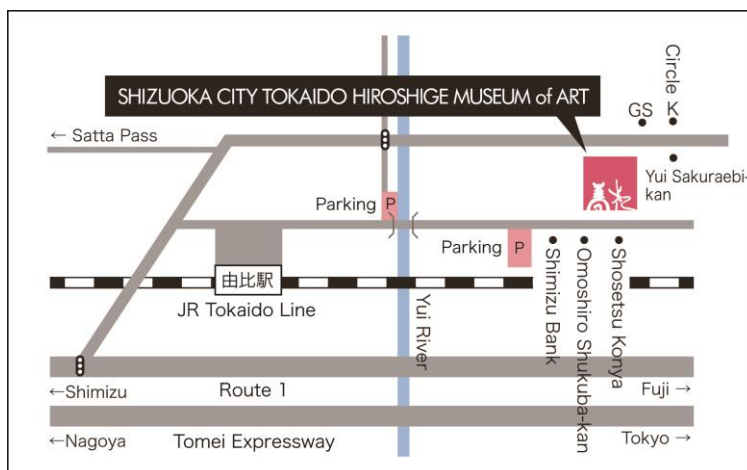 Circle K
SHIZUOKA CITY TOKAIDO HIROSHIGE MUSEUM of ART
GS
← Satta Pass
Yui Sakuraebi-
kan
Parking P
Parking P
Shimizu Bank
Omoshiro Shukuba-kan
Shosetsu Konya
由比駅
JR Tokaido Line
Yui River
←Shimizu
Route 1
Fuji →
←Nagoya
Tomei Expressway
Tokyo →